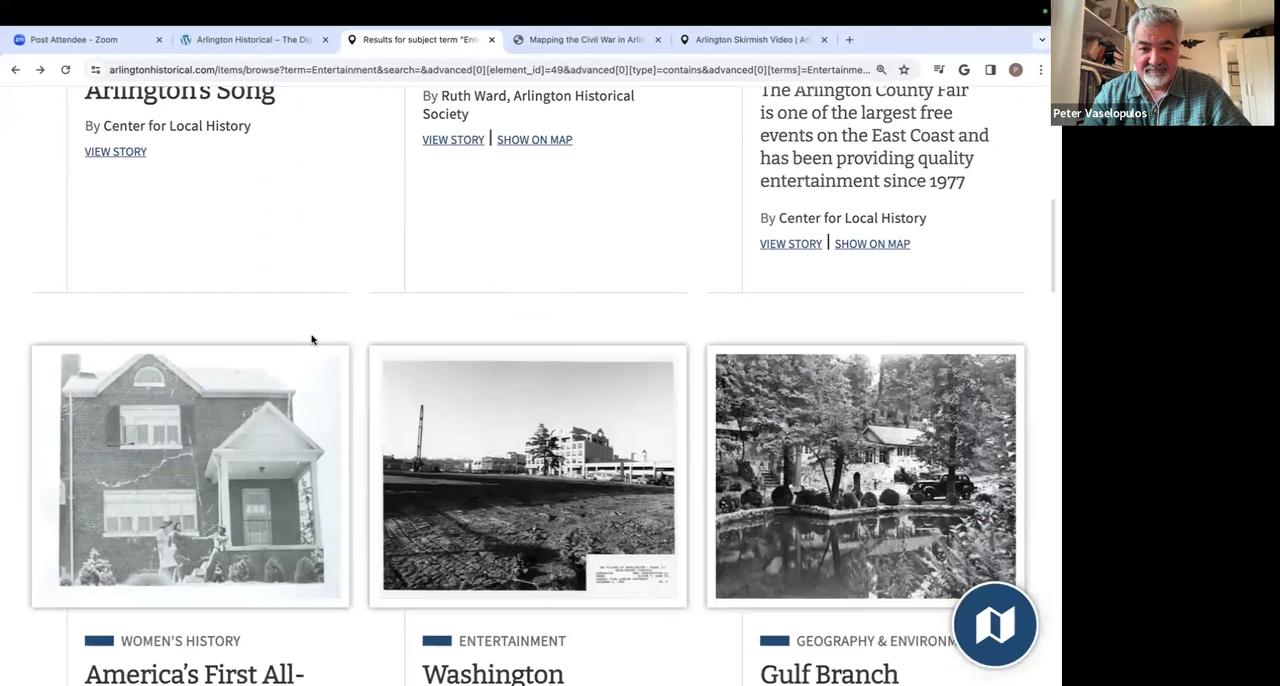 Post Attendee - Zoom
Arlington Historical – The Dig
Results for subject term "Ent
Mapping the Civil War in Arlin
Arlington Skirmish Video | Ar
arlingtonhistorical.com/items/browse?term=Entertainment&search=&advanced[0][element_id]=49&advanced[0][type]=contains&advanced[0][terms]=Entertainme...
Peter Vaselopulos
Arlington's Song
By Center for Local History
VIEW STORY
By Ruth Ward, Arlington Historical
Society
VIEW STORY | SHOW ON MAP
The Arlington County Fair
is one of the largest free
events on the East Coast and
has been providing quality
entertainment since 1977
By Center for Local History
VIEW STORY | SHOW ON MAP
WOMEN'S HISTORY
America's First All-
ENTERTAINMENT
Washington
GEOGRAPHY & ENVIRONM
Gulf Branch